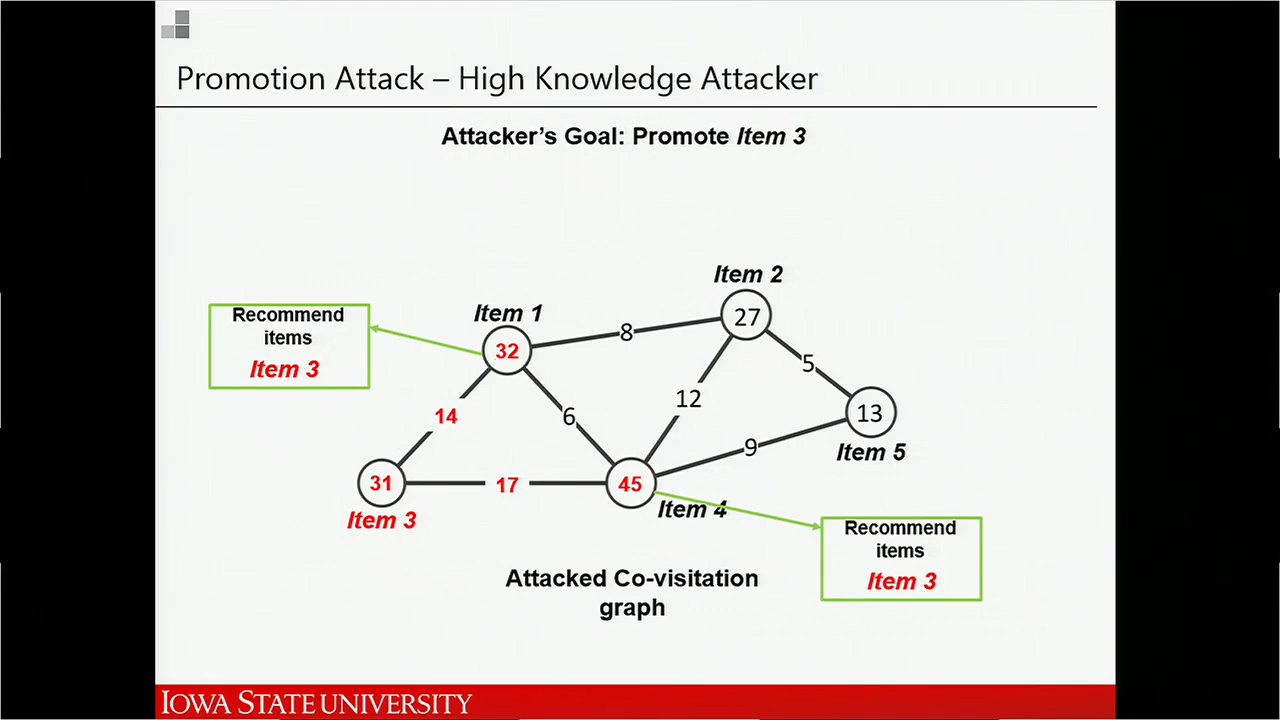 Promotion Attack – High Knowledge Attacker
Attacker's Goal: Promote Item 3
Item 2
27
Item 1
32
8
5
Recommend
items
Item 3
14
6
12
13
Item 5
9
31
Item 3
17
45
Item 4
Recommend
items
Item 3
Attacked Co-visitation
graph
IOWA STATE UNIVERSITY